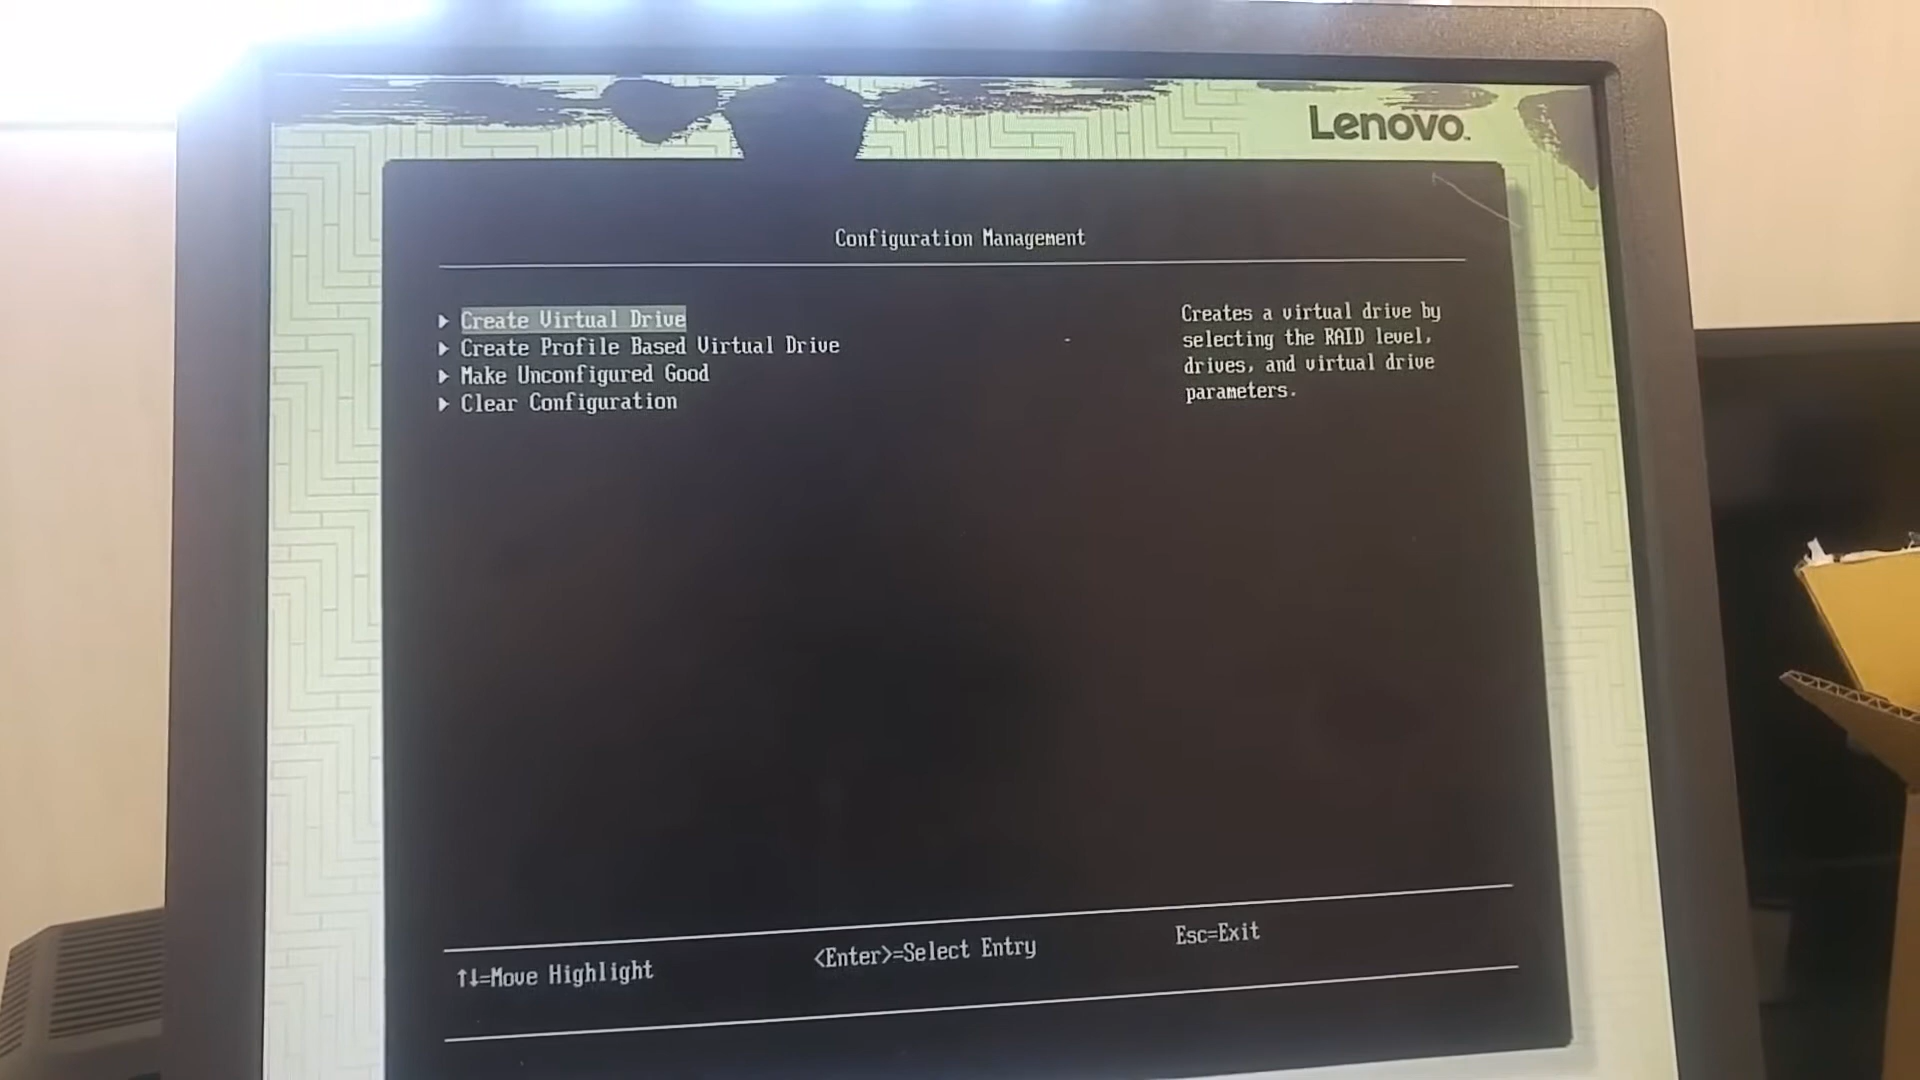 Lenovo
Configuration Management
Create Virtual Drive
Create Profile Based Virtual Drive
Make Unconfigured Good
Clear Configuration
Creates a virtual drive by
selecting the RAID level,
drives, and virtual drive
parameters.
↑↓=Move Highlight
<Enter>=Select Entry
Esc=Exit